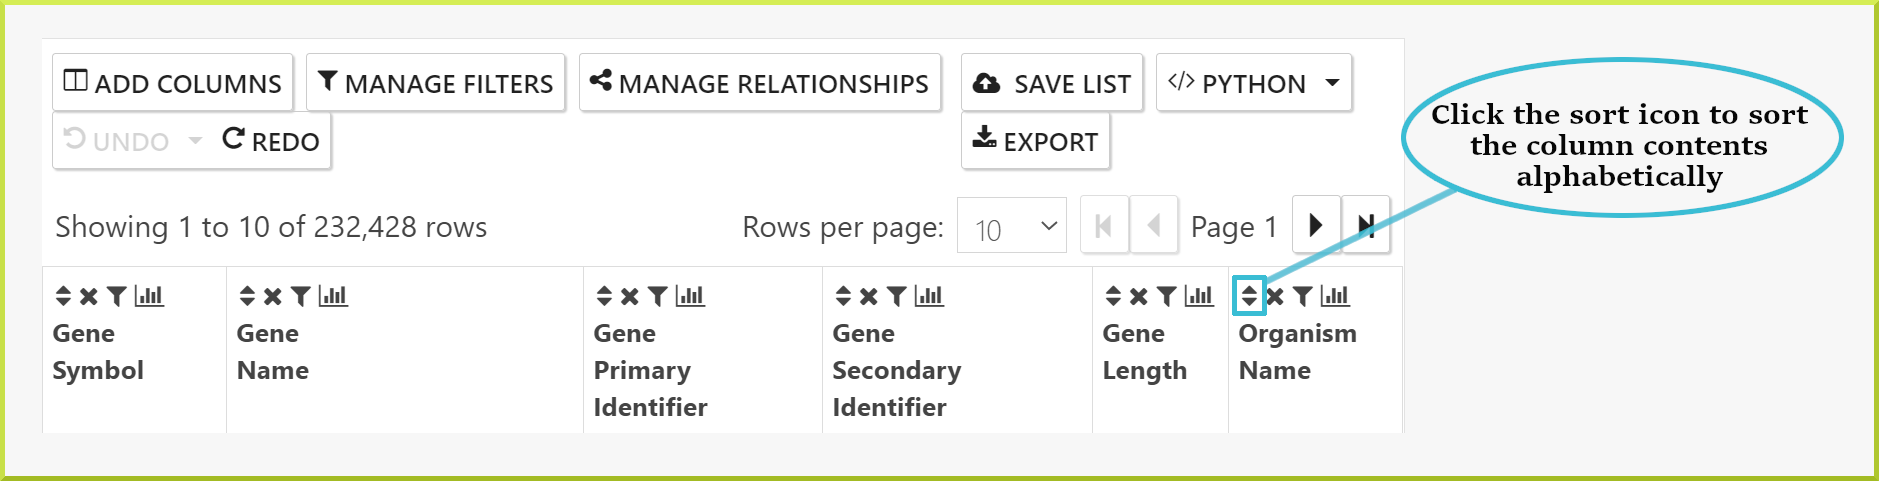 ADD COLUMNS MANAGE FILTERS MANAGE RELATIONSHIPS SAVE LIST </> PYTHON
UNDO REDO EXPORT
Click the sort icon to sort
the column contents
alphabetically
Showing 1 to 10 of 232,428 rows Rows per page: 10 Page 1
Gene
Symbol
Gene
Name
Gene
Primary
Identifier
Gene
Secondary
Identifier
Gene
Length
Organism
Name